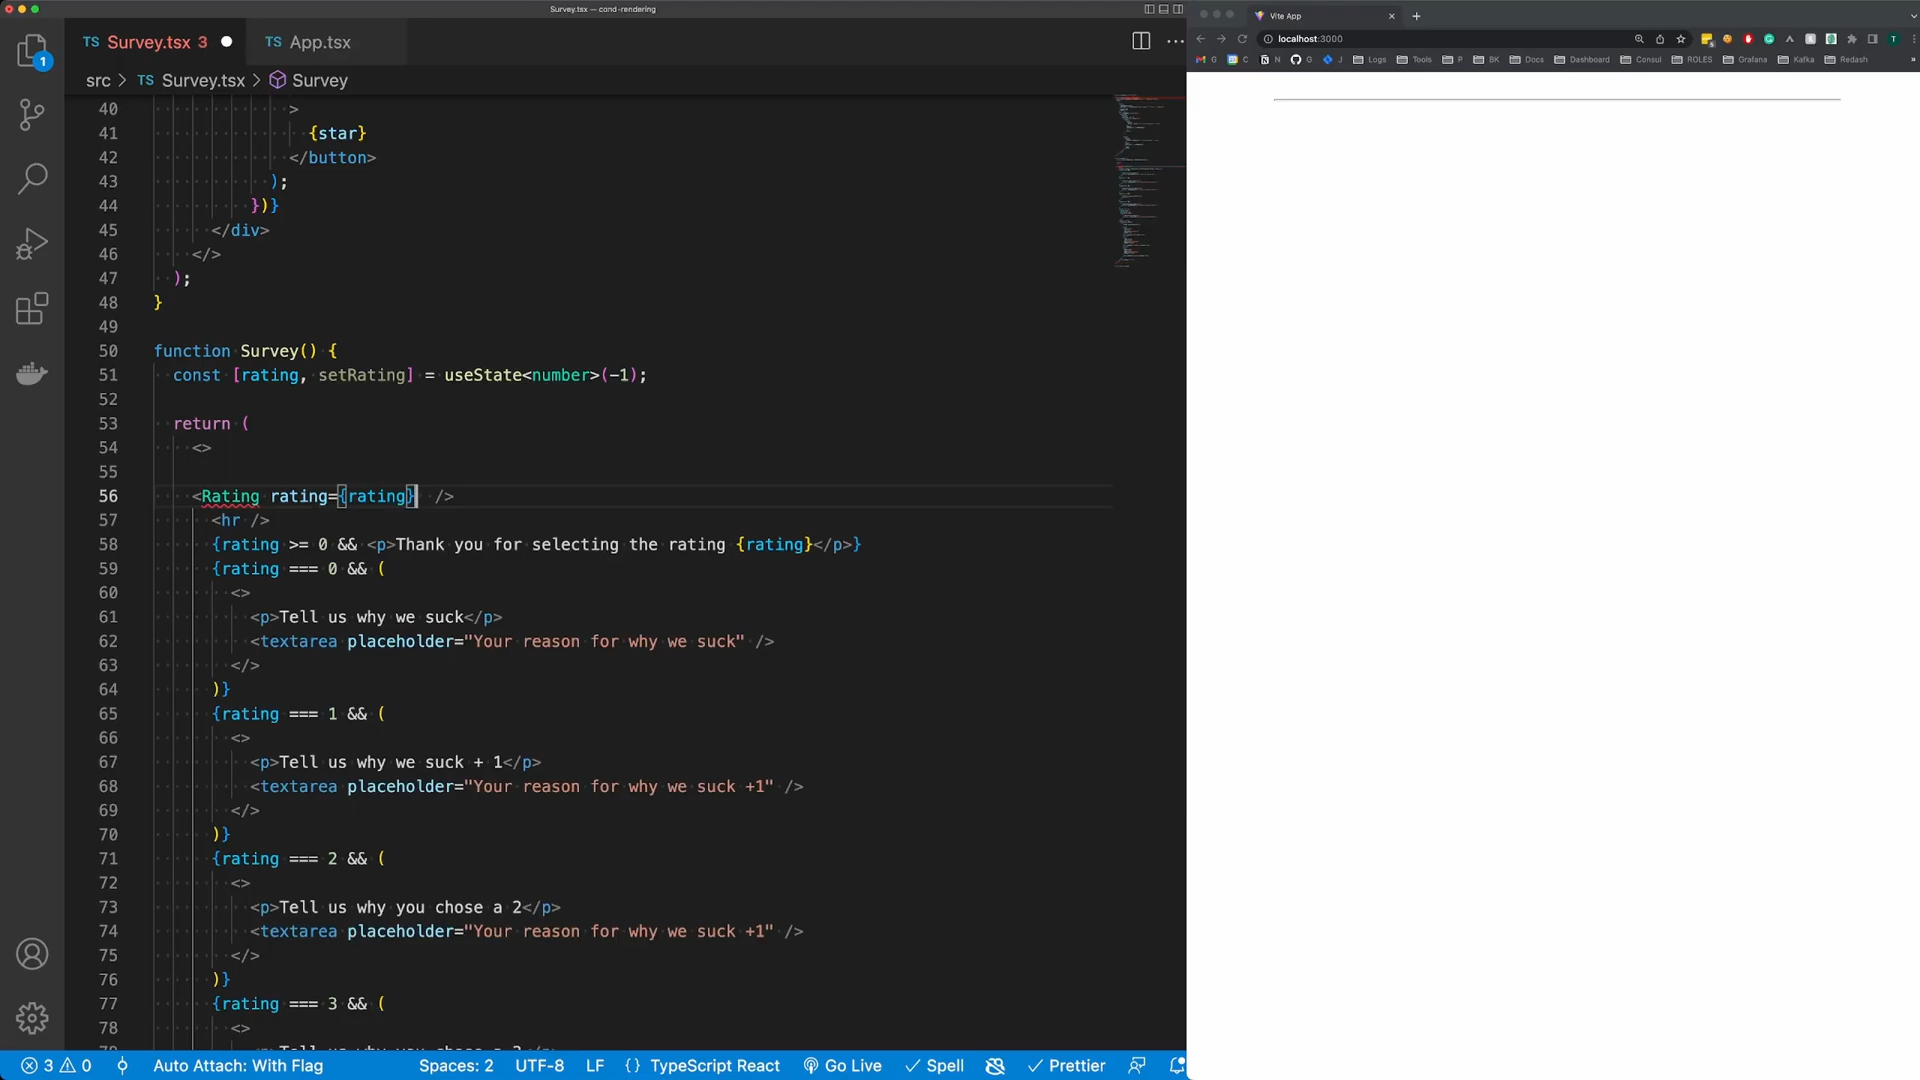 Survey.tsx — cond-rendering
TS Survey.tsx 3
TS App.tsx
src > TS Survey.tsx > Survey
1
40 >
41 {star}
42 </button>
43 );
44 })}
45 </div>
46 </>
47 );
48 }
49
50 function Survey() {
51 const [rating, setRating] = useState<number>(-1);
52
53 return (
54 <>
55
56 <Rating rating={rating}  />
57 <hr />
58 {rating >= 0 && <p>Thank you for selecting the rating {rating}</p>}
59 {rating === 0 && (
60 <>
61 <p>Tell us why we suck</p>
62 <textarea placeholder="Your reason for why we suck" />
63 </>
64 )}
65 {rating === 1 && (
66 <>
67 <p>Tell us why we suck + 1</p>
68 <textarea placeholder="Your reason for why we suck +1" />
69 </>
70 )}
71 {rating === 2 && (
72 <>
73 <p>Tell us why you chose a 2</p>
74 <textarea placeholder="Your reason for why we suck +1" />
75 </>
76 )}
77 {rating === 3 && (
78 <>
3 0 Auto Attach: With Flag Spaces: 2 UTF-8 LF {} TypeScript React Go Live Spell Prettier
Vite App
localhost:3000
G C N G J Logs Tools P BK Docs Dashboard Consul ROLES Grafana Kafka Redash »